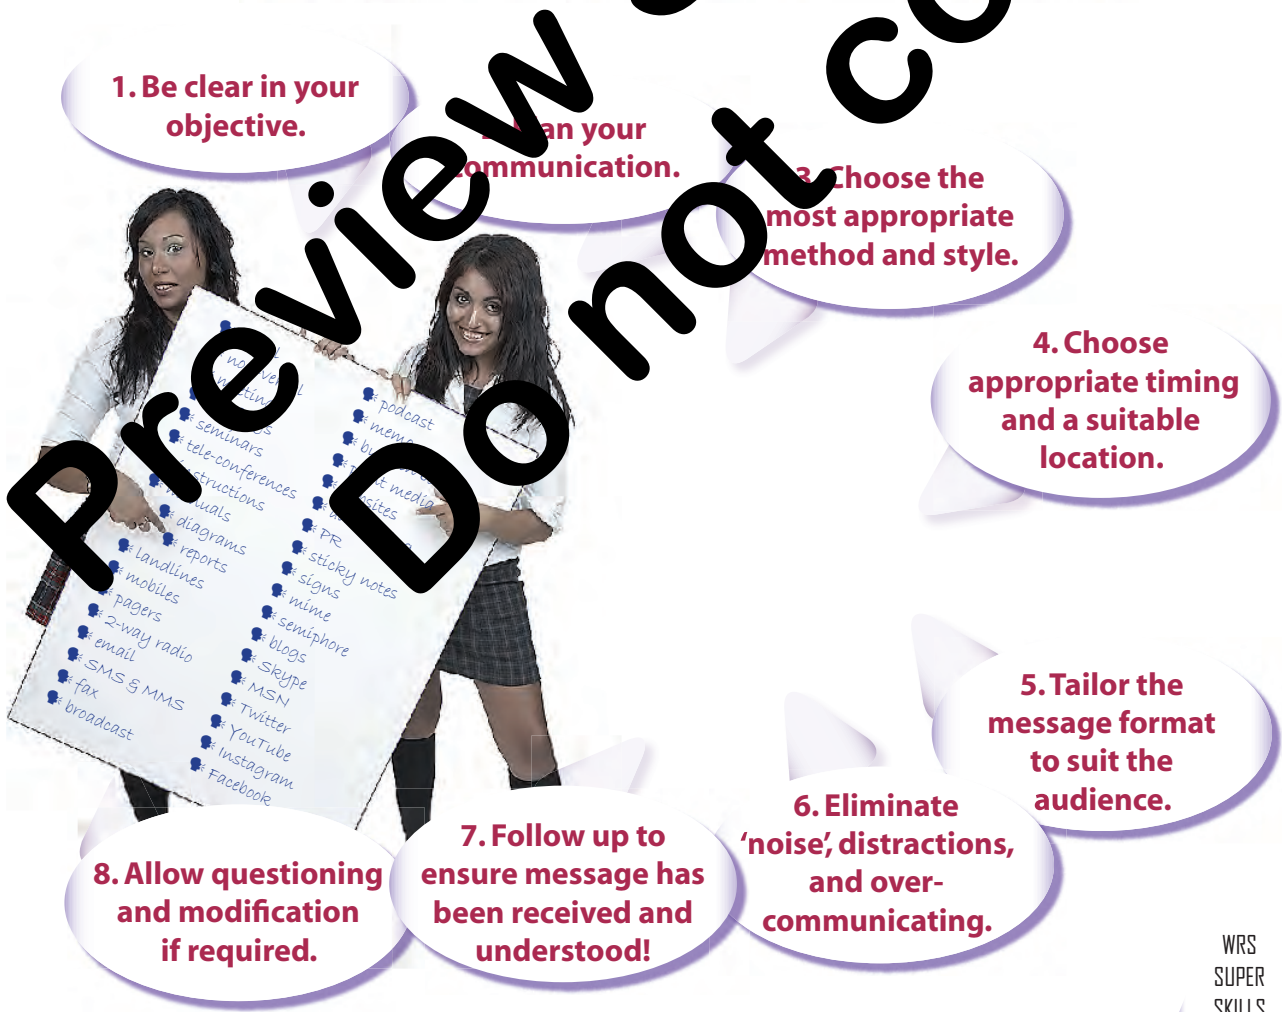 1. Be clear in your
objective.
an your
communication.
3. Choose the
most appropriate
method and style.
4. Choose
appropriate timing
and a suitable
location.
5. Tailor the
message format
to suit the
audience.
6. Eliminate
‘noise’, distractions,
and over-
communicating.
7. Follow up to
ensure message has
been received and
understood!
8. Allow questioning
and modification
if required.
seminars
tele-conferences
instructions
manuals
diagrams
reports
landlines
mobiles
pagers
2-way radio
email
SMS & MMS
fax
broadcast
podcast
PR
sticky notes
signs
mime
semiphore
blogs
Skype
MSN
Twitter
YouTube
Instagram
Facebook
Preview
Do not co
WRS
SUPER
SKILLS